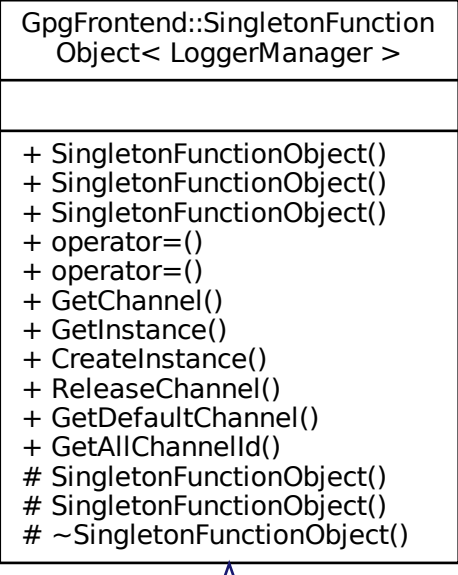 GpgFrontend::SingletonFunction
Object< LoggerManager >
+ SingletonFunctionObject()
+ SingletonFunctionObject()
+ SingletonFunctionObject()
+ operator=()
+ operator=()
+ GetChannel()
+ GetInstance()
+ CreateInstance()
+ ReleaseChannel()
+ GetDefaultChannel()
+ GetAllChannelId()
# SingletonFunctionObject()
# SingletonFunctionObject()
# ~SingletonFunctionObject()